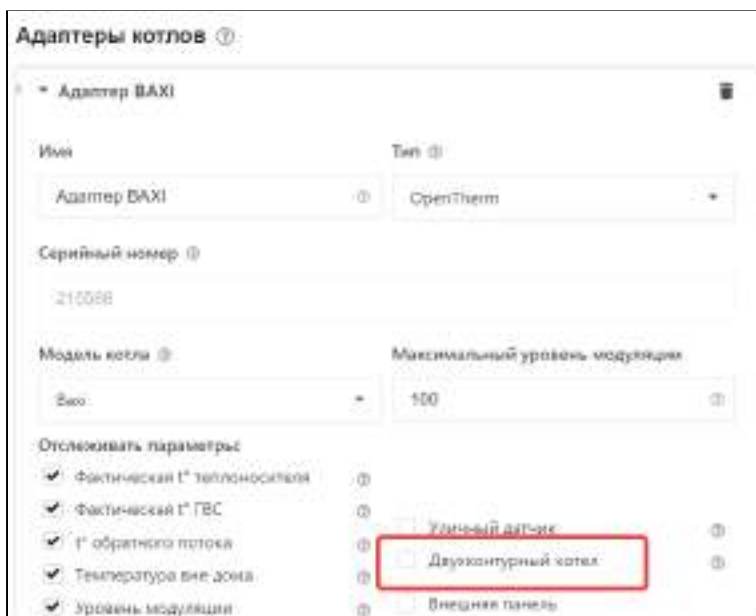 Адаптеры котлов
Адаптер BAXI
Имя
Тип
Адаптер BAXI
OpenTherm
Серийный номер
Модель котла
Максимальный уровень модуляции
Baxi
100
Отслеживать параметры:
Фактическая t° теплоносителя
Фактическая t° ГВС
Уличный датчик
t° обратного потока
Двухконтурный котел
Температура вне дома
Уровень модуляции
Внешняя панель